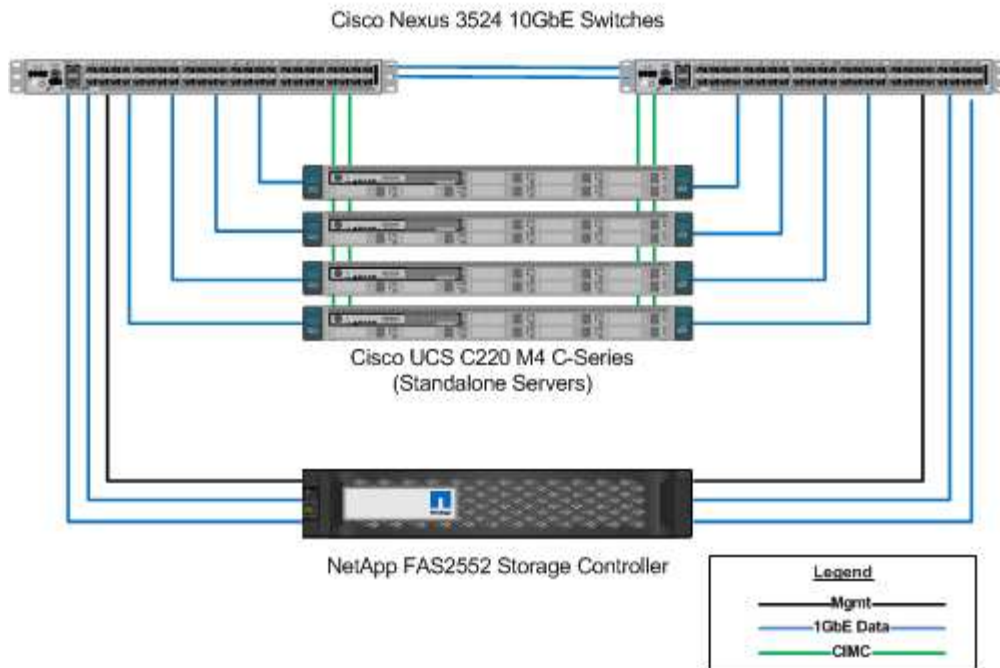 Cisco Nexus 3524 10GbE Switches
Cisco UCS C220 M4 C-Series
(Standalone Servers)
NetApp FAS2552 Storage Controller
Legend
Mgmt
1GbE Data
CIMC